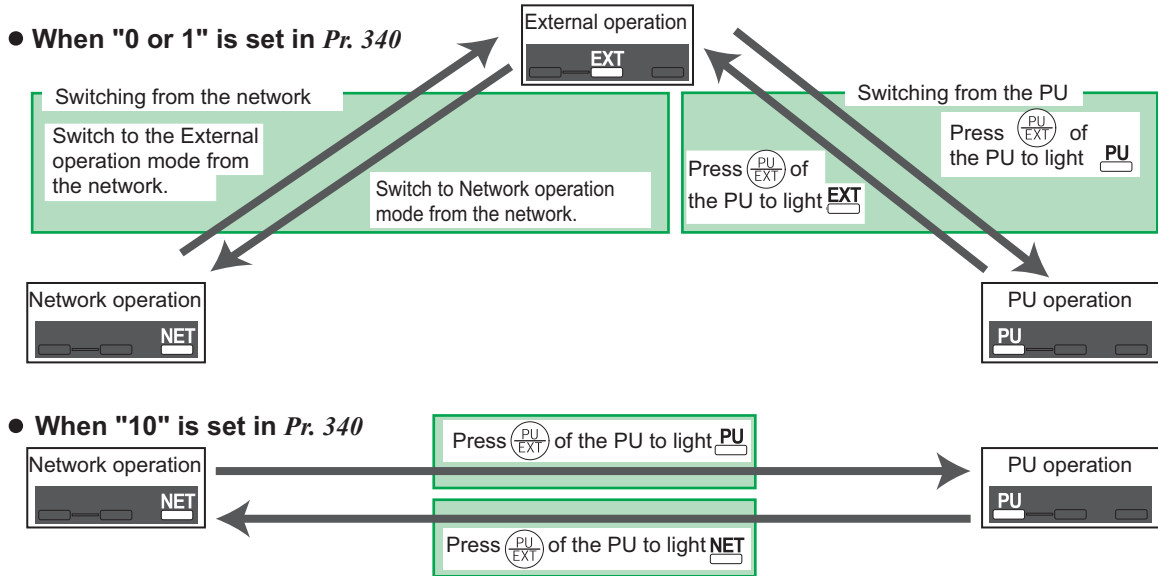 External operation
EXT
● When "0 or 1" is set in Pr. 340
Switching from the network
Switch to the External
operation mode from
the network.
Switch to Network operation
mode from the network.
Switching from the PU
Press PU/EXT of
the PU to light PU
Press PU/EXT of
the PU to light EXT
Network operation
NET
PU operation
PU
● When "10" is set in Pr. 340
Network operation
NET
Press PU/EXT of the PU to light PU
Press PU/EXT of the PU to light NET
PU operation
PU